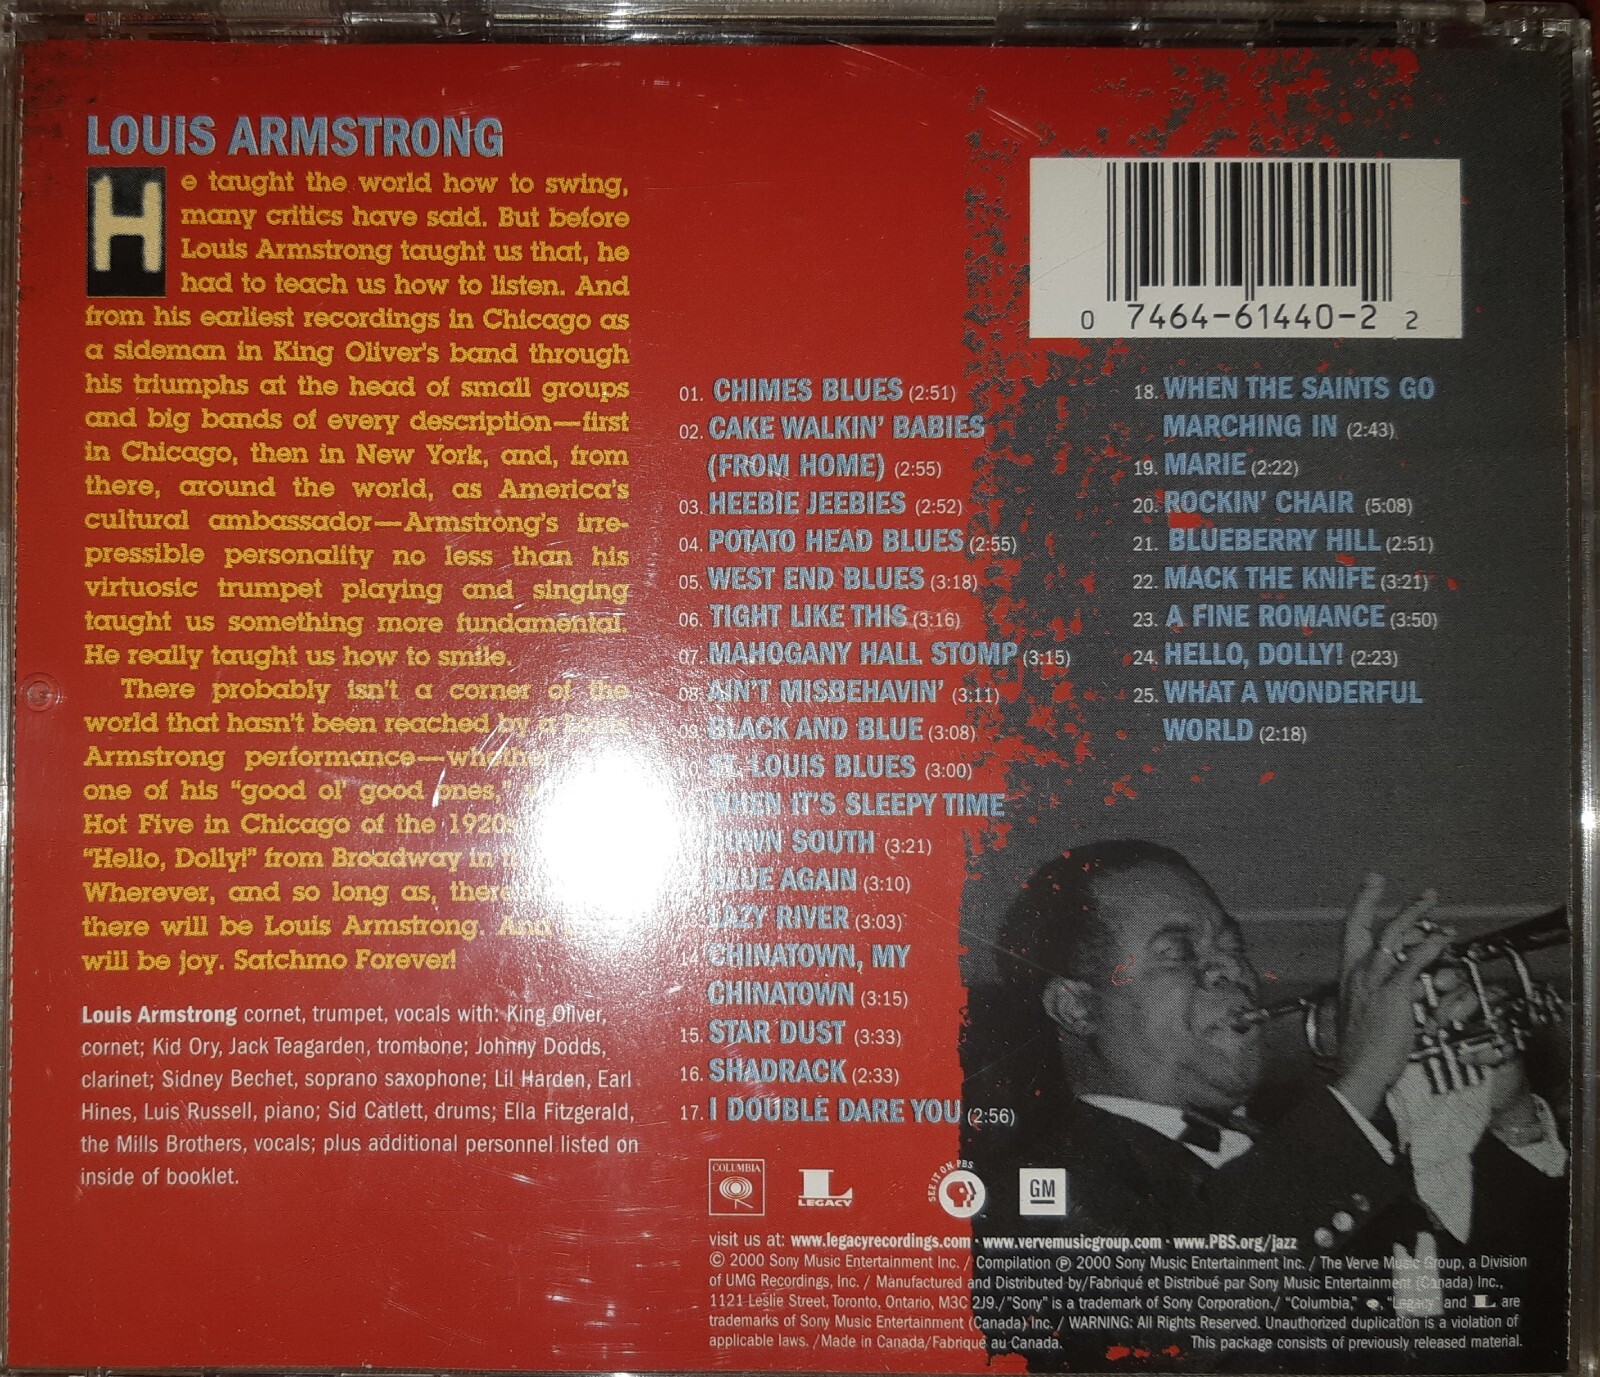 LOUIS ARMSTRONG
He taught the world how to swing,
many critics have said. But before
Louis Armstrong taught us that, he
had to teach us how to listen. And
from his earliest recordings in Chicago as
a sideman in King Oliver's band through
his triumphs at the head of small groups
and big bands of every description—first
in Chicago, then in New York, and, from
there, around the world, as America's
cultural ambassador—Armstrong's irre-
pressible personality no less than his
virtuosic trumpet playing and singing
taught us something more fundamental.
He really taught us how to smile.
There probably isn't a corner of the
world that hasn't been reached by a
Armstrong performance—whether
one of his "good ol' good ones,"
Hot Five in Chicago of the 1920s
"Hello, Dolly!" from Broadway in
Wherever, and so long as,
there will be Louis Armstrong. And
will be joy. Satchmo Forever!
Louis Armstrong cornet, trumpet, vocals with: King Oliver,
cornet; Kid Ory, Jack Teagarden, trombone; Johnny Dodds,
clarinet; Sidney Bechet, soprano saxophone; Lil Harden, Earl
Hines, Luis Russell, piano; Sid Catlett, drums; Ella Fitzgerald,
the Mills Brothers, vocals; plus additional personnel listed on
inside of booklet.
01. CHIMES BLUES (2:51)
02. CAKE WALKIN' BABIES
(FROM HOME) (2:55)
03. HEEBIE JEEBIES (2:52)
04. POTATO HEAD BLUES (2:55)
05. WEST END BLUES (3:18)
06. TIGHT LIKE THIS (3:16)
07. MAHOGANY HALL STOMP (3:15)
08. AIN'T MISBEHAVIN' (3:11)
09. BLACK AND BLUE (3:08)
10. ST. LOUIS BLUES (3:00)
WHEN IT'S SLEEPY TIME
DOWN SOUTH (3:21)
BLUE AGAIN (3:10)
LAZY RIVER (3:03)
14. CHINATOWN, MY
CHINATOWN (3:15)
15. STAR DUST (3:33)
16. SHADRACK (2:33)
17. I DOUBLE DARE YOU (2:56)
0 7464-61440-2 2
18. WHEN THE SAINTS GO
MARCHING IN (2:43)
19. MARIE (2:22)
20. ROCKIN' CHAIR (5:08)
21. BLUEBERRY HILL (2:51)
22. MACK THE KNIFE (3:21)
23. A FINE ROMANCE (3:50)
24. HELLO, DOLLY! (2:23)
25. WHAT A WONDERFUL
WORLD (2:18)
COLUMBIA
L LEGACY
SEE IT ON PBS
GM
visit us at: www.legacyrecordings.com · www.vervemusicgroup.com · www.PBS.org/jazz
© 2000 Sony Music Entertainment Inc. / Compilation ℗ 2000 Sony Music Entertainment Inc. / The Verve Music Group, a Division
of UMG Recordings, Inc. / Manufactured and Distributed by/Fabriqué et Distribué par Sony Music Entertainment (Canada) Inc.,
1121 Leslie Street, Toronto, Ontario, M3C 2J9./"Sony" is a trademark of Sony Corporation./ "Columbia," , "Legacy" and L are
trademarks of Sony Music Entertainment (Canada) Inc. / WARNING: All Rights Reserved. Unauthorized duplication is a violation of
applicable laws. /Made in Canada/Fabriqué au Canada. This package consists of previously released material.